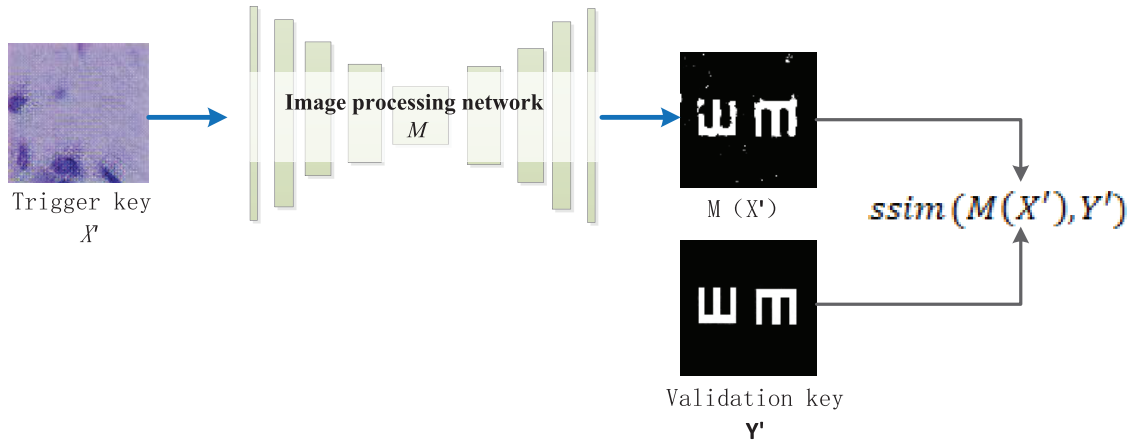 Image processing network
M
Trigger key
X'
M (X')
ssim(M(X'),Y')
Validation key
Y'